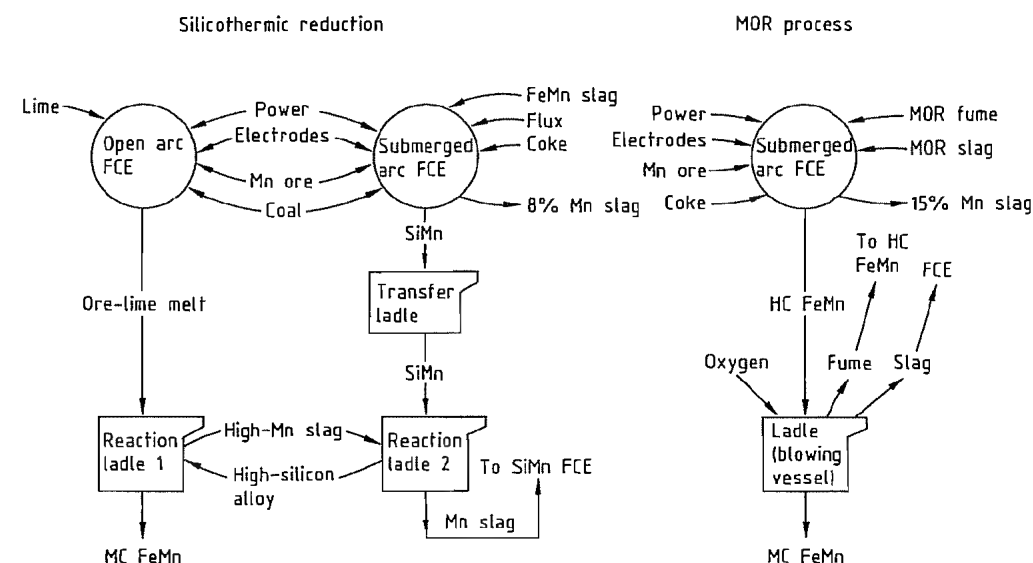 Silicothermic reduction
MOR process
Lime
Open arc
FCE
Power
Electrodes
Mn ore
Coal
Submerged
arc FCE
FeMn slag
Flux
Coke
8% Mn slag
SiMn
Transfer
ladle
SiMn
Ore-lime melt
Reaction
ladle 1
High-Mn slag
High-silicon
alloy
Reaction
ladle 2
To SiMn FCE
Mn slag
MC FeMn
Power
Electrodes
Mn ore
Coke
Submerged
arc FCE
MOR fume
MOR slag
15% Mn slag
To HC
FeMn
FCE
HC FeMn
Oxygen
Fume
Slag
Ladle
(blowing
vessel)
MC FeMn